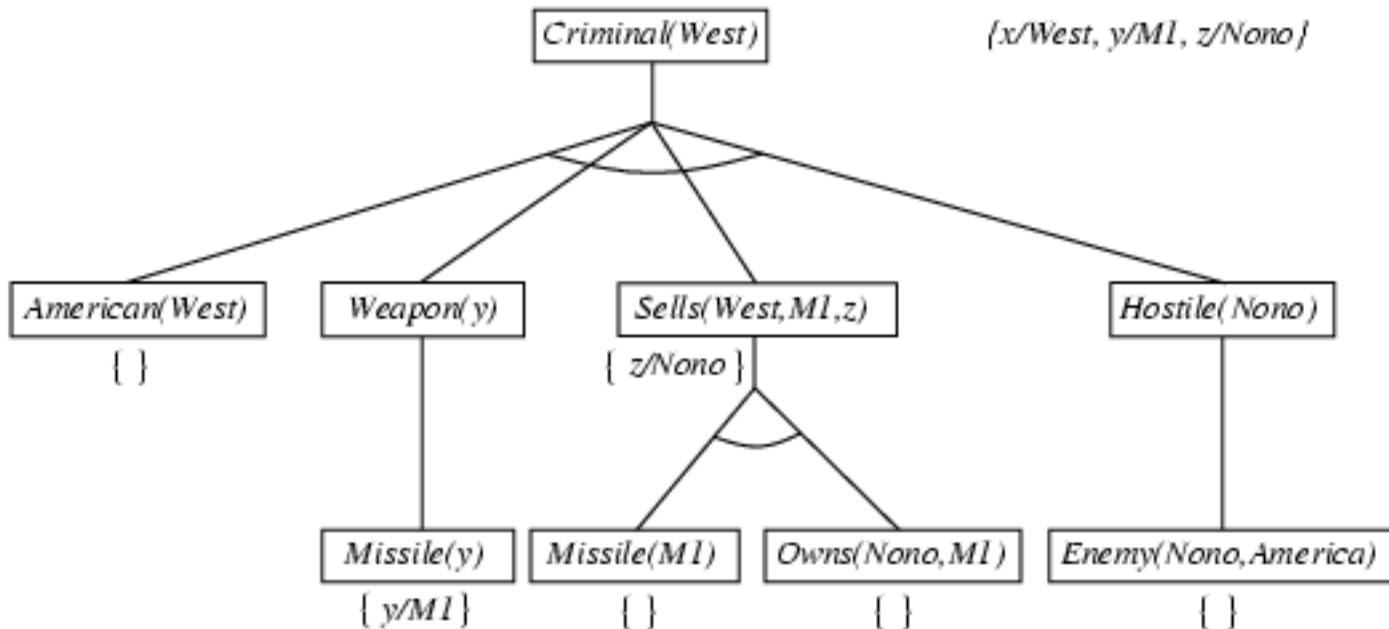 Criminal(West) {x/West, y/M1, z/Nono}
American(West) Weapon(y) Sells(West,M1,z) Hostile(Nono)
{ } { z/Nono }
Missile(y) Missile(M1) Owns(Nono,M1) Enemy(Nono,America)
{ y/M1 } { } { } { }